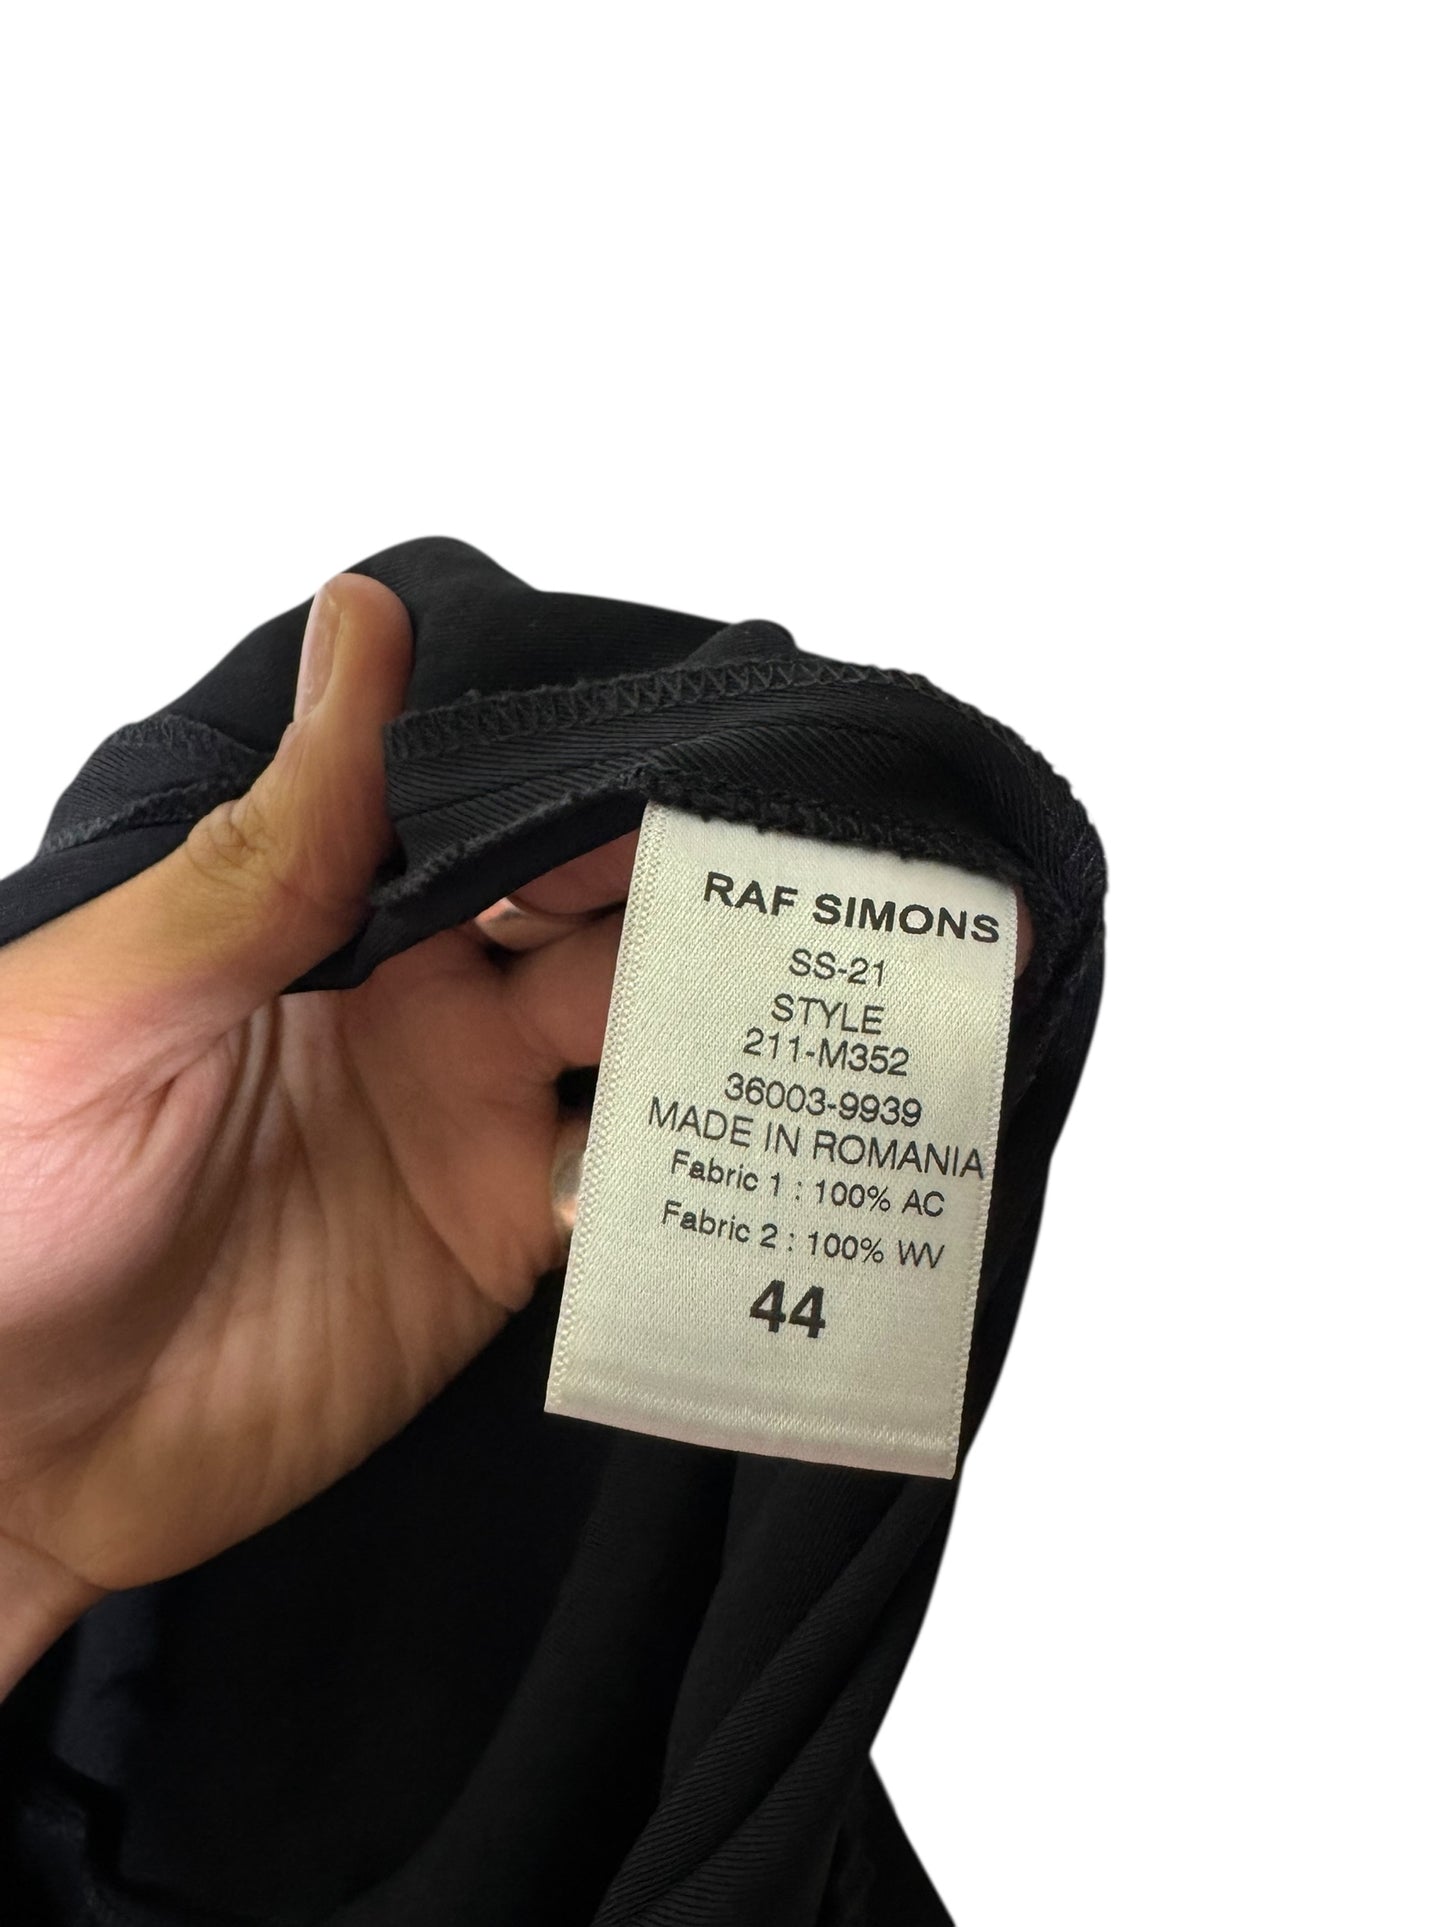 RAF SIMONS
SS-21
STYLE
211-M352
36003-9939
MADE IN ROMANIA
Fabric 1 : 100% AC
Fabric 2 : 100% WV
44